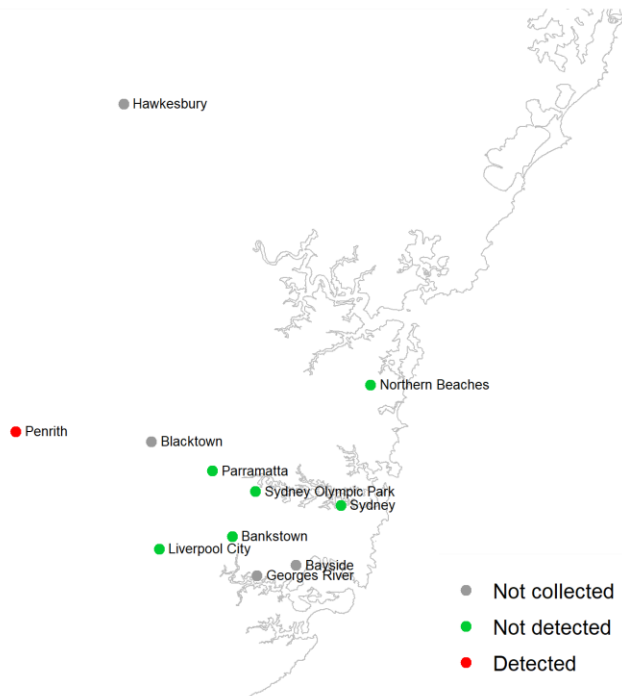 Hawkesbury
Northern Beaches
Penrith
Blacktown
Parramatta
Sydney Olympic Park
Sydney
Bankstown
Liverpool City
Bayside
Georges River
Not collected
Not detected
Detected